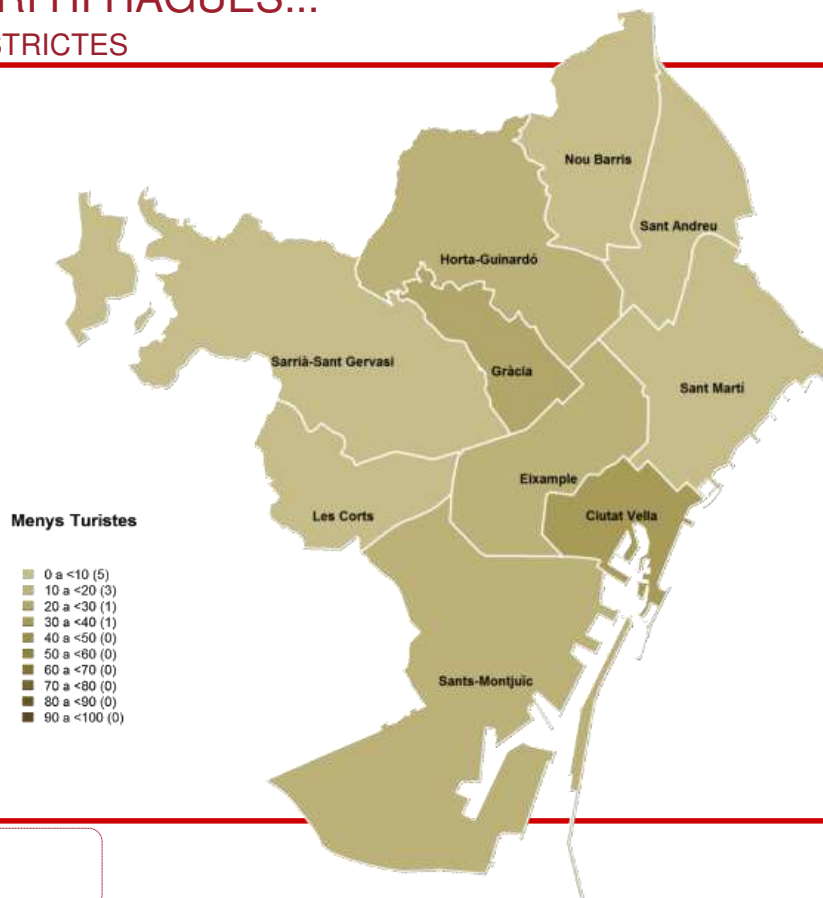 HAGUÉS...
STRICTES
Nou Barris
Sant Andreu
Horta-Guinardó
Sarrià-Sant Gervasi
Gràcia
Sant Martí
Eixample
Les Corts
Ciutat Vella
Menys Turistes
0 a <10 (5)
10 a <20 (3)
20 a <30 (1)
30 a <40 (1)
40 a <50 (0)
50 a <60 (0)
60 a <70 (0)
70 a <80 (0)
80 a <90 (0)
90 a <100 (0)
Sants-Montjuïc